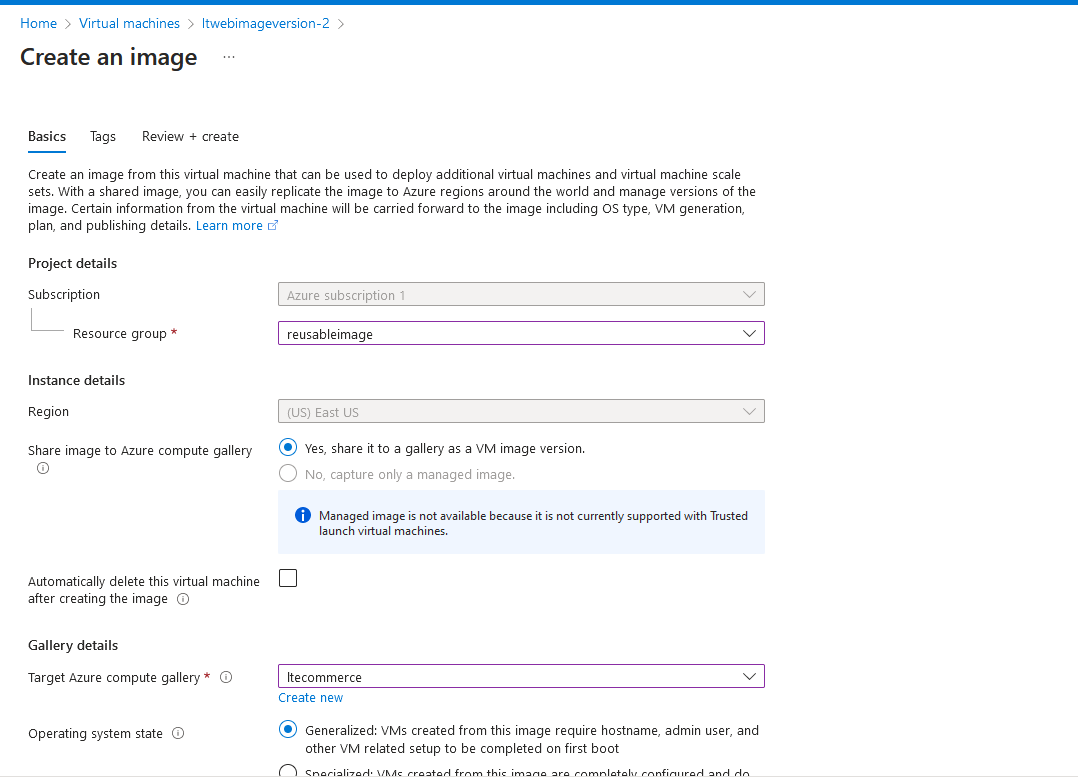 Home > Virtual machines > ltwebimageversion-2 >
Create an image ...
Basics Tags Review + create
Create an image from this virtual machine that can be used to deploy additional virtual machines and virtual machine scale
sets. With a shared image, you can easily replicate the image to Azure regions around the world and manage versions of the
image. Certain information from the virtual machine will be carried forward to the image including OS type, VM generation,
plan, and publishing details. Learn more
Project details
Subscription
Azure subscription 1
Resource group *
reusableimage
Instance details
Region
(US) East US
Share image to Azure compute gallery
Yes, share it to a gallery as a VM image version.
No, capture only a managed image.
Managed image is not available because it is not currently supported with Trusted
launch virtual machines.
Automatically delete this virtual machine
after creating the image
Gallery details
Target Azure compute gallery *
ltecommerce
Create new
Operating system state
Generalized: VMs created from this image require hostname, admin user, and
other VM related setup to be completed on first boot
Specialized: VMs created from this image are completely configured and do